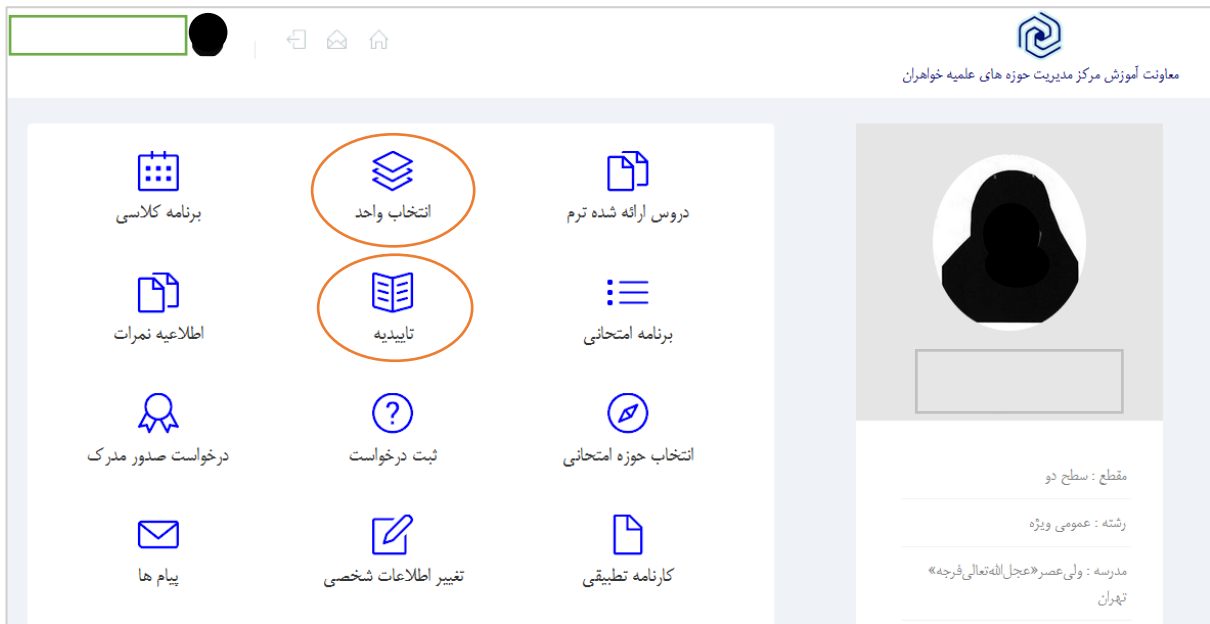 معاونت آموزش مرکز مدیریت حوزه های علمیه خواهران
دروس ارائه شده ترم
انتخاب واحد
برنامه کلاسی
برنامه امتحانی
تاییدیه
اطلاعیه نمرات
انتخاب حوزه امتحانی
ثبت درخواست
درخواست صدور مدرک
کارنامه تطبیقی
تغییر اطلاعات شخصی
پیام ها
مقطع : سطح دو
رشته : عمومی ویژه
مدرسه : ولی‌عصر«عجل‌الله‌تعالی‌فرجه»
تهران